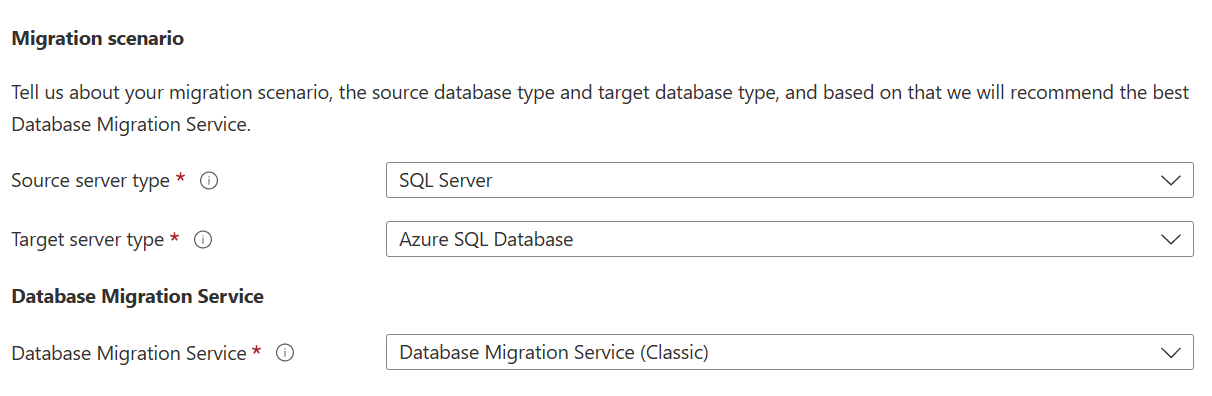 Migration scenario
Tell us about your migration scenario, the source database type and target database type, and based on that we will recommend the best
Database Migration Service.
Source server type * SQL Server
Target server type * Azure SQL Database
Database Migration Service
Database Migration Service * Database Migration Service (Classic)